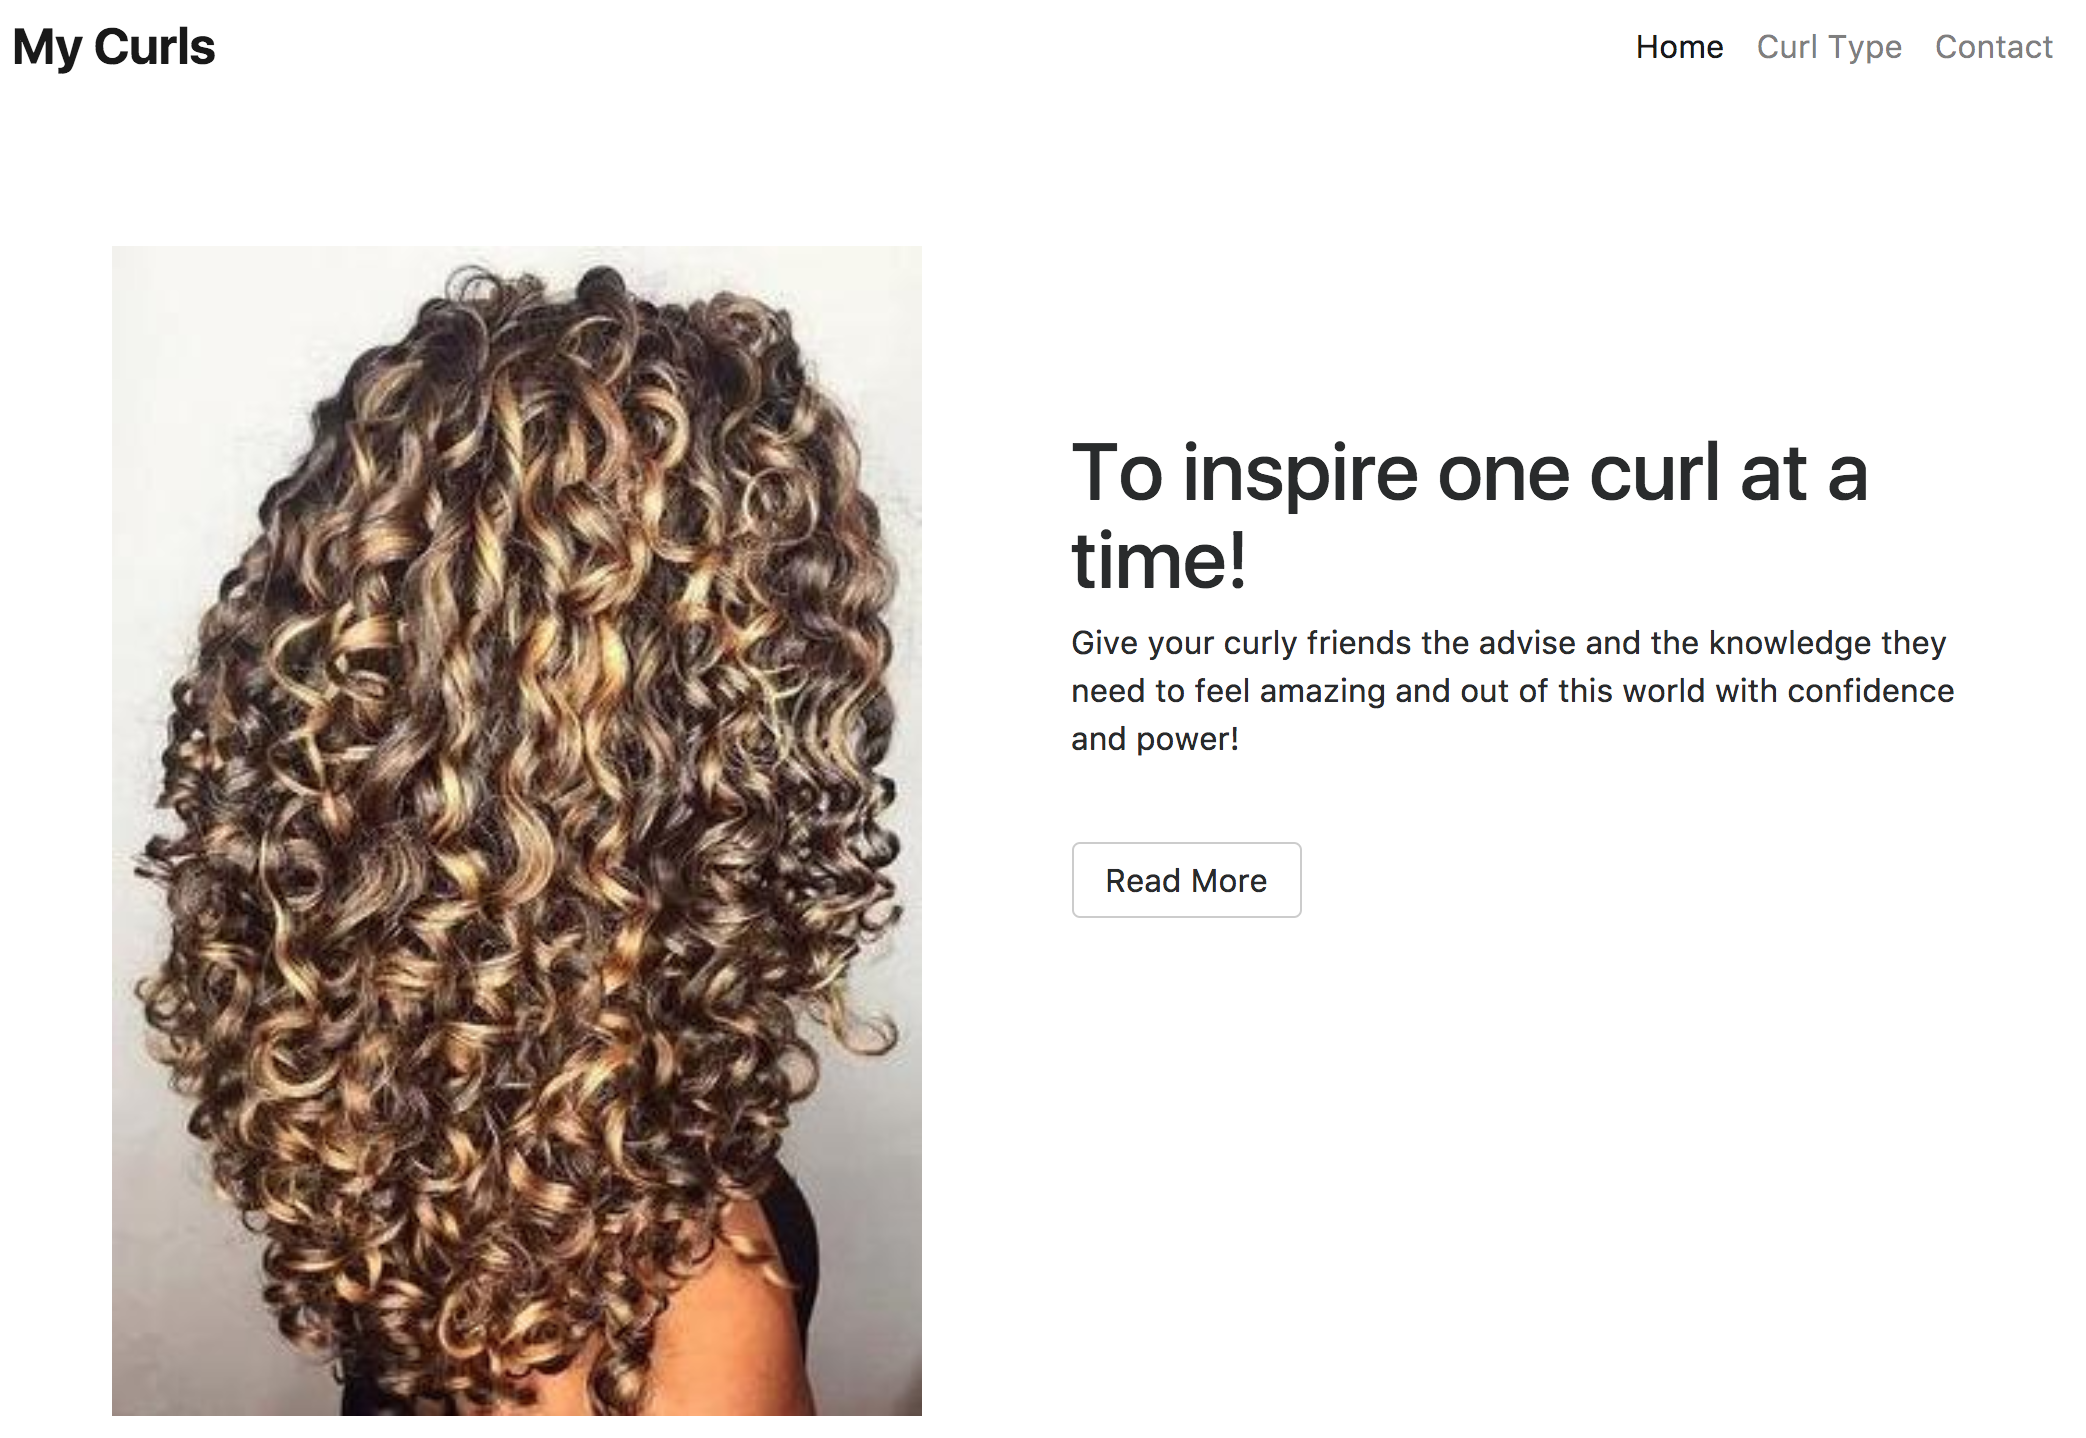 My Curls
Home Curl Type Contact
To inspire one curl at a
time!
Give your curly friends the advise and the knowledge they
need to feel amazing and out of this world with confidence
and power!
Read More